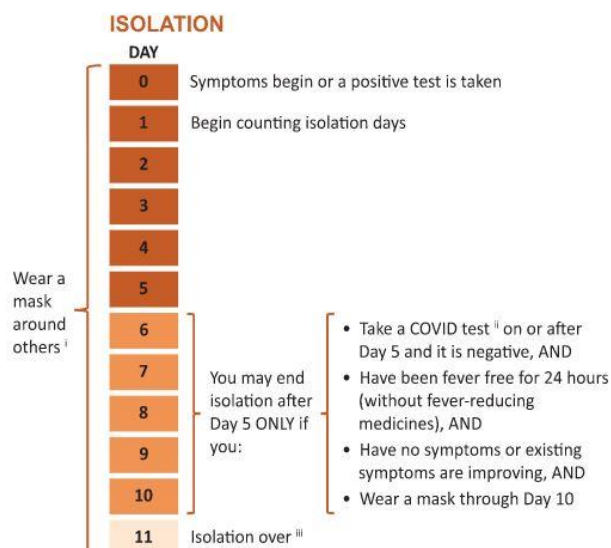 ISOLATION
DAY
0 Symptoms begin or a positive test is taken
1 Begin counting isolation days
2
3
4
5
Wear a
mask
around
others i
6
7
8
9
10
You may end
isolation after
Day 5 ONLY if
you:
• Take a COVID test ii on or after
Day 5 and it is negative, AND
• Have been fever free for 24 hours
(without fever-reducing
medicines), AND
• Have no symptoms or existing
symptoms are improving, AND
• Wear a mask through Day 10
11 Isolation over iii